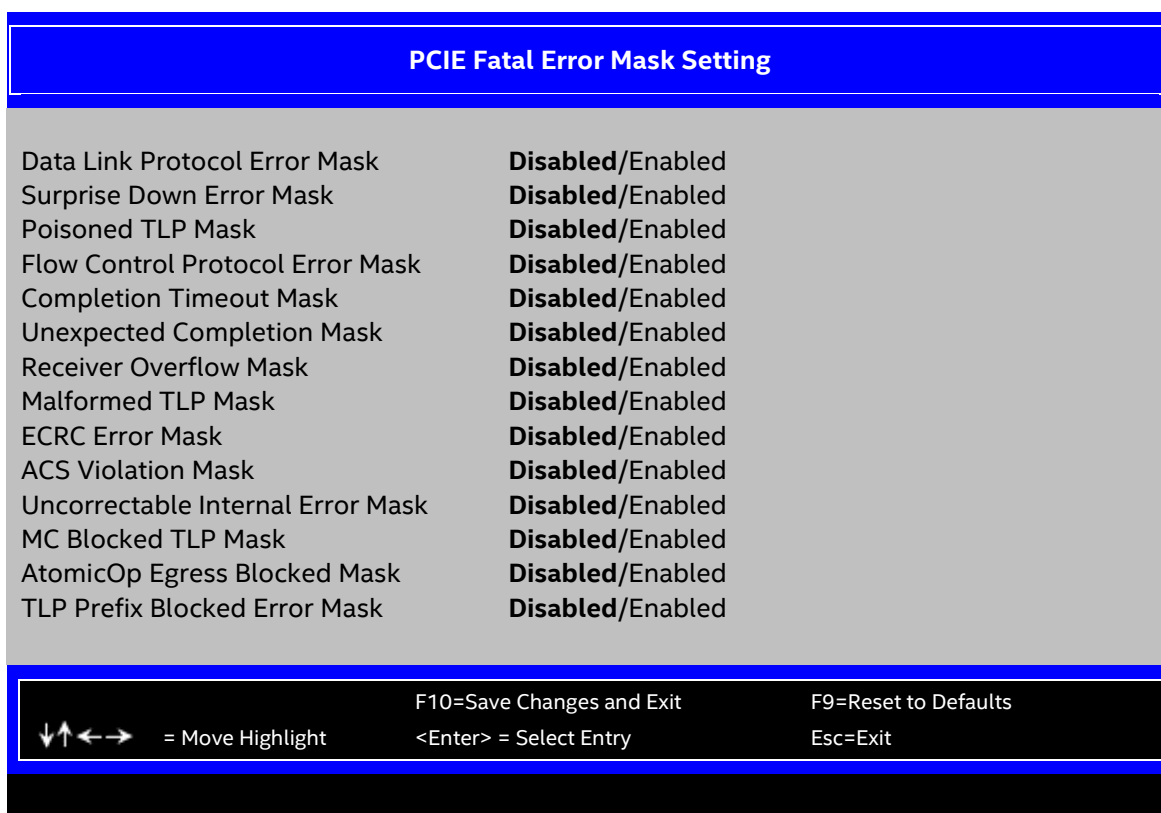 PCIE Fatal Error Mask Setting
Data Link Protocol Error Mask Disabled/Enabled
Surprise Down Error Mask Disabled/Enabled
Poisoned TLP Mask Disabled/Enabled
Flow Control Protocol Error Mask Disabled/Enabled
Completion Timeout Mask Disabled/Enabled
Unexpected Completion Mask Disabled/Enabled
Receiver Overflow Mask Disabled/Enabled
Malformed TLP Mask Disabled/Enabled
ECRC Error Mask Disabled/Enabled
ACS Violation Mask Disabled/Enabled
Uncorrectable Internal Error Mask Disabled/Enabled
MC Blocked TLP Mask Disabled/Enabled
AtomicOp Egress Blocked Mask Disabled/Enabled
TLP Prefix Blocked Error Mask Disabled/Enabled
F10=Save Changes and Exit F9=Reset to Defaults
↓↑←→ = Move Highlight <Enter> = Select Entry Esc=Exit